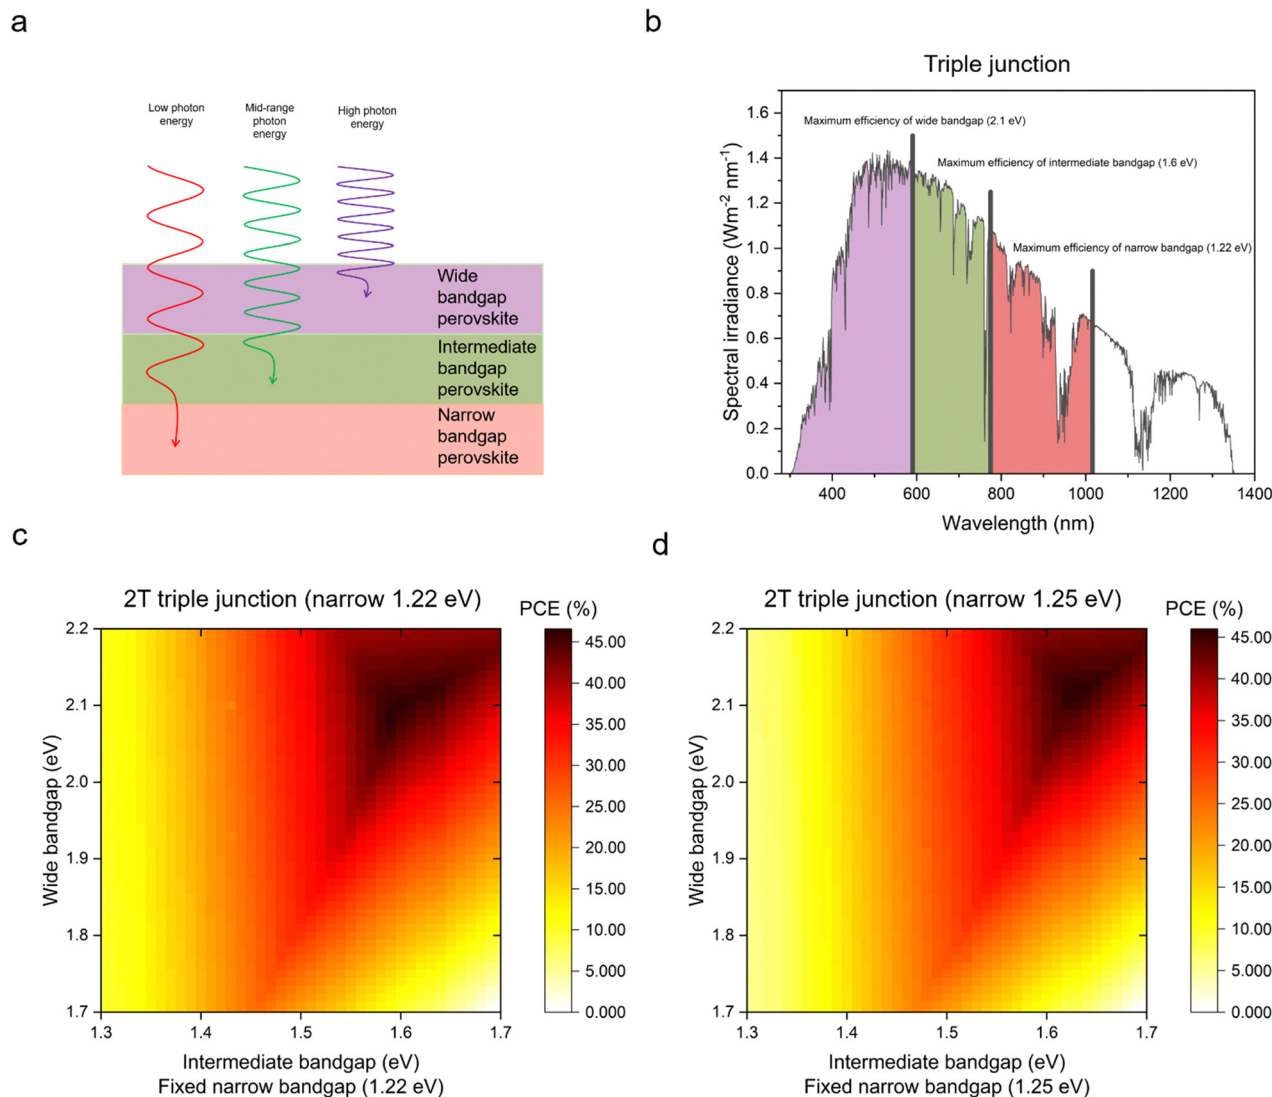 a
Low photon
energy
Mid-range
photon
energy
High photon
energy
Wide
bandgap
perovskite
Intermediate
bandgap
perovskite
Narrow
bandgap
perovskite
b
Triple junction
Maximum efficiency of wide bandgap (2.1 eV)
Maximum efficiency of intermediate bandgap (1.6 eV)
Maximum efficiency of narrow bandgap (1.22 eV)
Spectral irradiance (Wm⁻² nm⁻¹)
1.6
1.4
1.2
1.0
0.8
0.6
0.4
0.2
0.0
400
600
800
1000
1200
1400
Wavelength (nm)
c
2T triple junction (narrow 1.22 eV)
PCE (%)
Wide bandgap (eV)
2.2
2.1
2.0
1.9
1.8
1.7
1.3
1.4
1.5
1.6
1.7
Intermediate bandgap (eV)
Fixed narrow bandgap (1.22 eV)
45.00
40.00
35.00
30.00
25.00
20.00
15.00
10.00
5.000
0.000
d
2T triple junction (narrow 1.25 eV)
PCE (%)
Wide bandgap (eV)
2.2
2.1
2.0
1.9
1.8
1.7
1.3
1.4
1.5
1.6
1.7
Intermediate bandgap (eV)
Fixed narrow bandgap (1.25 eV)
45.00
40.00
35.00
30.00
25.00
20.00
15.00
10.00
5.000
0.000